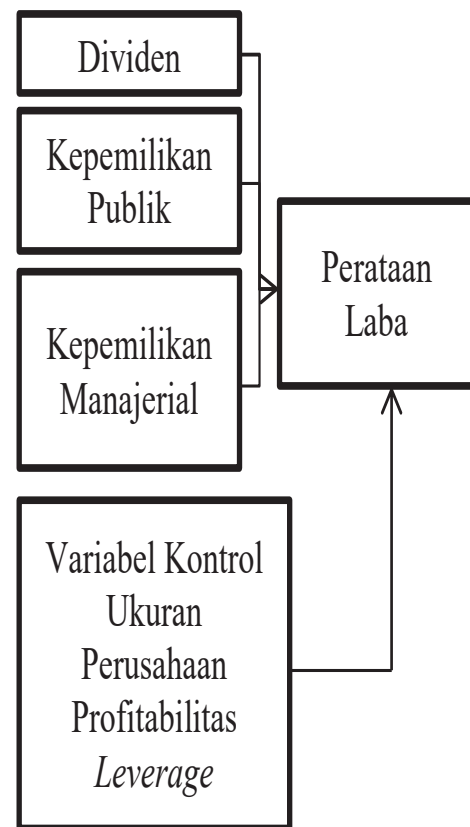 Dividen
Kepemilikan
Publik
Kepemilikan
Manajerial
Perataan
Laba
Variabel Kontrol
Ukuran
Perusahaan
Profitabilitas
Leverage